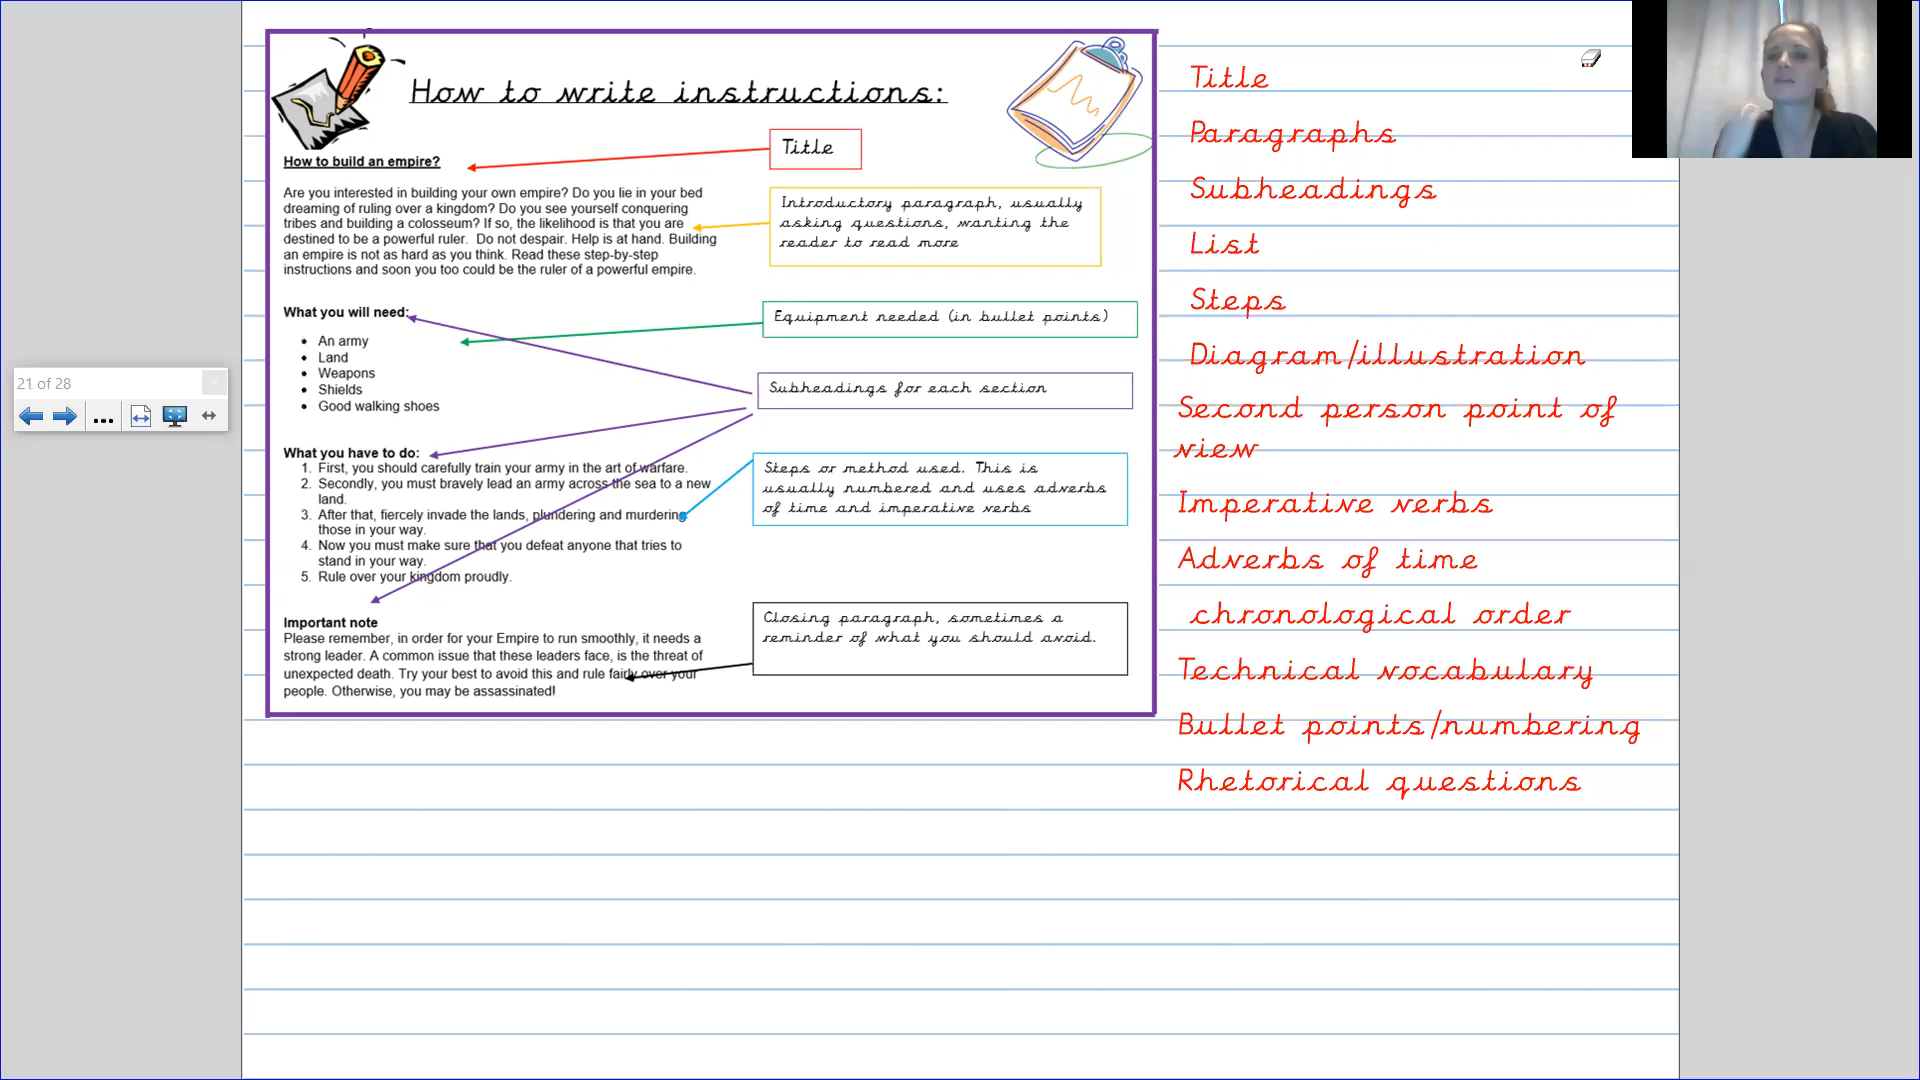 How to write instructions:
Title
How to build an empire?
Are you interested in building your own empire? Do you lie in your bed
dreaming of ruling over a kingdom? Do you see yourself conquering
tribes and building a colosseum? If so, the likelihood is that you are
destined to be a powerful ruler.  Do not despair. Help is at hand. Building
an empire is not as hard as you think. Read these step-by-step
instructions and soon you too could be the ruler of a powerful empire.
Introductory paragraph, usually
asking questions, wanting the
reader to read more
What you will need:
• An army
• Land
• Weapons
• Shields
• Good walking shoes
Equipment needed (in bullet points)
Subheadings for each section
What you have to do:
1. First, you should carefully train your army in the art of warfare.
2. Secondly, you must bravely lead an army across the sea to a new
land.
3. After that, fiercely invade the lands, plundering and murdering
those in your way.
4. Now you must make sure that you defeat anyone that tries to
stand in your way.
5. Rule over your kingdom proudly.
Steps or method used. This is
usually numbered and uses adverbs
of time and imperative verbs
Important note
Please remember, in order for your Empire to run smoothly, it needs a
strong leader. A common issue that these leaders face, is the threat of
unexpected death. Try your best to avoid this and rule fairly over your
people. Otherwise, you may be assassinated!
Closing paragraph, sometimes a
reminder of what you should avoid.
Title
Paragraphs
Subheadings
List
Steps
Diagram/illustration
Second person point of
view
Imperative verbs
Adverbs of time
chronological order
Technical vocabulary
Bullet points/numbering
Rhetorical questions
21 of 28